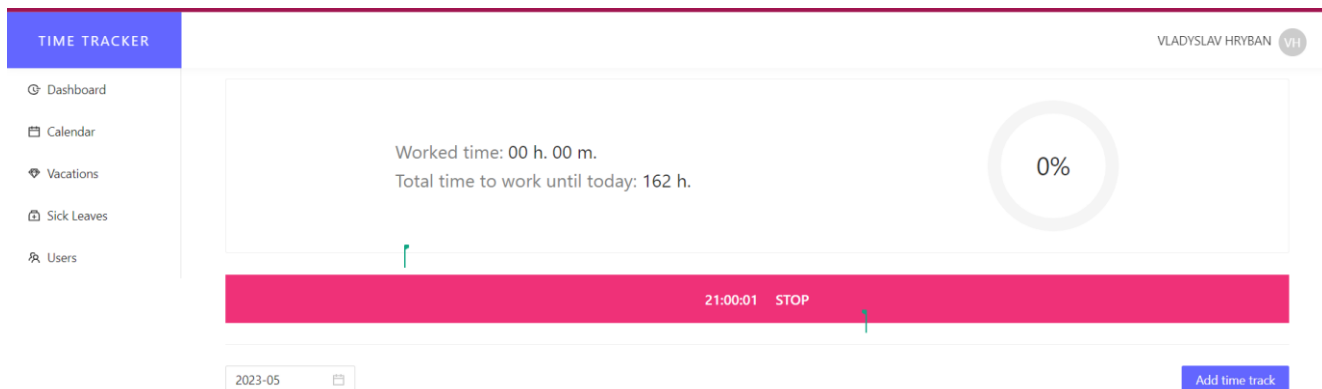 TIME TRACKER
VLADYSLAV HRYBAN VH
Dashboard
Calendar
Vacations
Sick Leaves
Users
Worked time: 00 h. 00 m.
Total time to work until today: 162 h.
0%
21:00:01 STOP
2023-05
Add time track